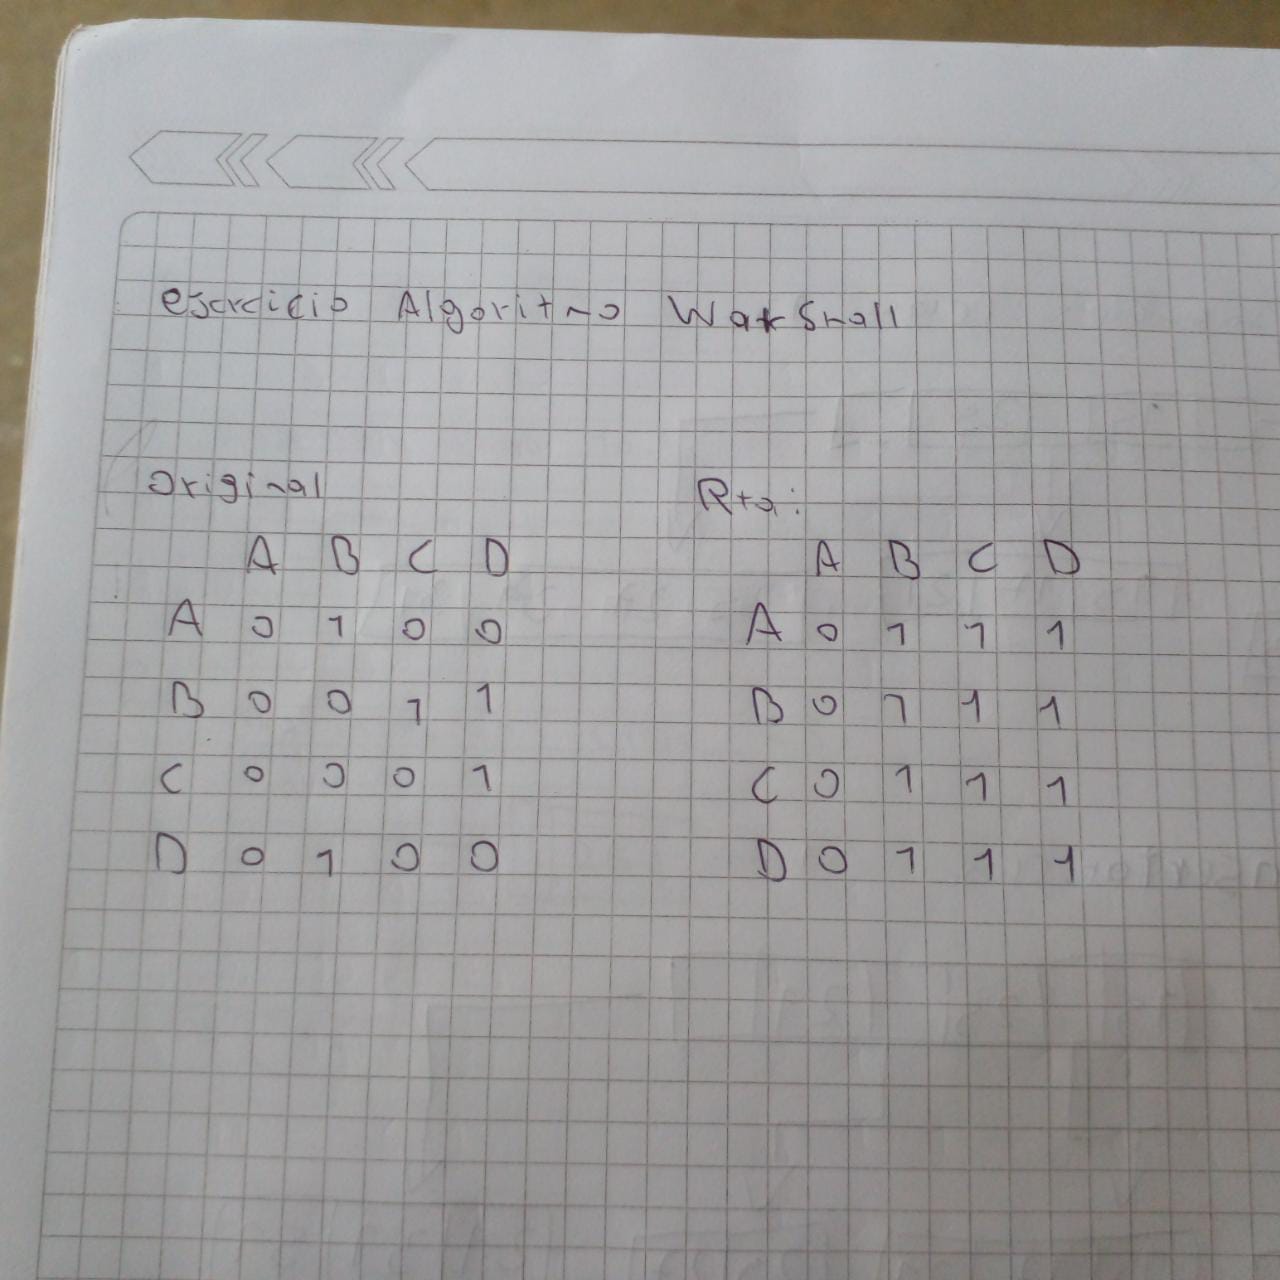 esercicio Algoritmo Warshall
Original Rta:
A B C D A B C D
A 0 1 0 0 A 0 1 1 1
B 0 0 1 1 B 0 1 1 1
C 0 0 0 1 C 0 1 1 1
D 0 1 0 0 D 0 1 1 1